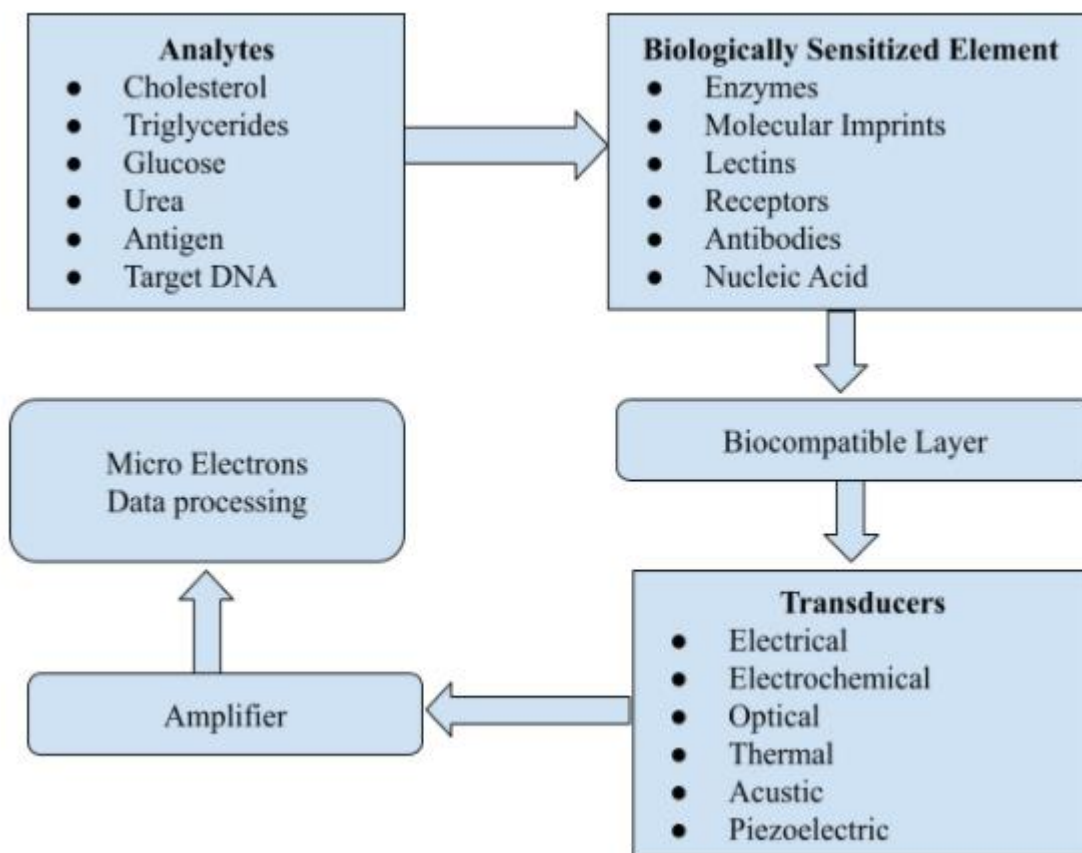 Analytes
● Cholesterol
● Triglycerides
● Glucose
● Urea
● Antigen
● Target DNA
Biologically Sensitized Element
● Enzymes
● Molecular Imprints
● Lectins
● Receptors
● Antibodies
● Nucleic Acid
Biocompatible Layer
Transducers
● Electrical
● Electrochemical
● Optical
● Thermal
● Acustic
● Piezoelectric
Amplifier
Micro Electrons
Data processing